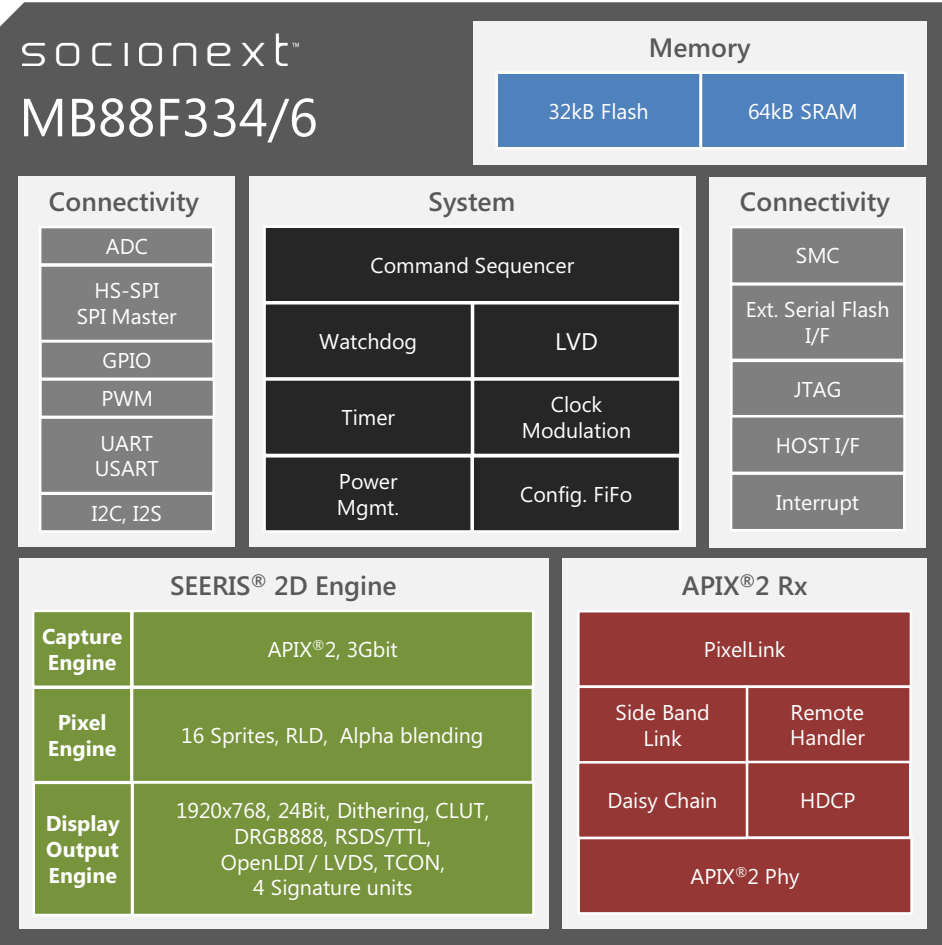 socionext™
MB88F334/6
Memory
32kB Flash
64kB SRAM
Connectivity
ADC
HS-SPI
SPI Master
GPIO
PWM
UART
USART
I2C, I2S
System
Command Sequencer
Watchdog
LVD
Timer
Clock
Modulation
Power
Mgmt.
Config. FiFo
Connectivity
SMC
Ext. Serial Flash
I/F
JTAG
HOST I/F
Interrupt
SEERIS® 2D Engine
Capture
Engine
APIX®2, 3Gbit
Pixel
Engine
16 Sprites, RLD, Alpha blending
Display
Output
Engine
1920x768, 24Bit, Dithering, CLUT,
DRGB888, RSDS/TTL,
OpenLDI / LVDS, TCON,
4 Signature units
APIX®2 Rx
PixelLink
Side Band
Link
Remote
Handler
Daisy Chain
HDCP
APIX®2 Phy